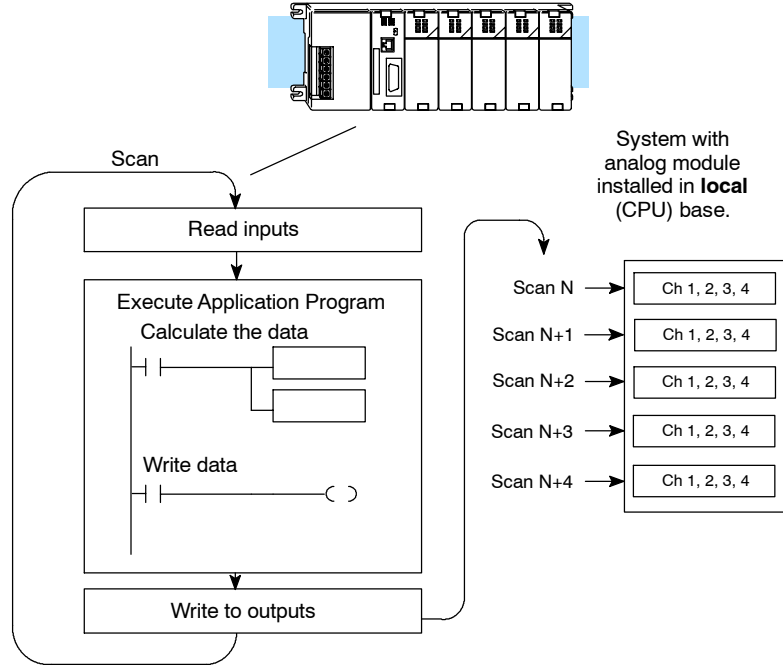 System with
analog module
installed in local
(CPU) base.
Scan
Read inputs
Execute Application Program
Calculate the data
Write data
Write to outputs
Scan N
Ch 1, 2, 3, 4
Scan N+1
Ch 1, 2, 3, 4
Scan N+2
Ch 1, 2, 3, 4
Scan N+3
Ch 1, 2, 3, 4
Scan N+4
Ch 1, 2, 3, 4